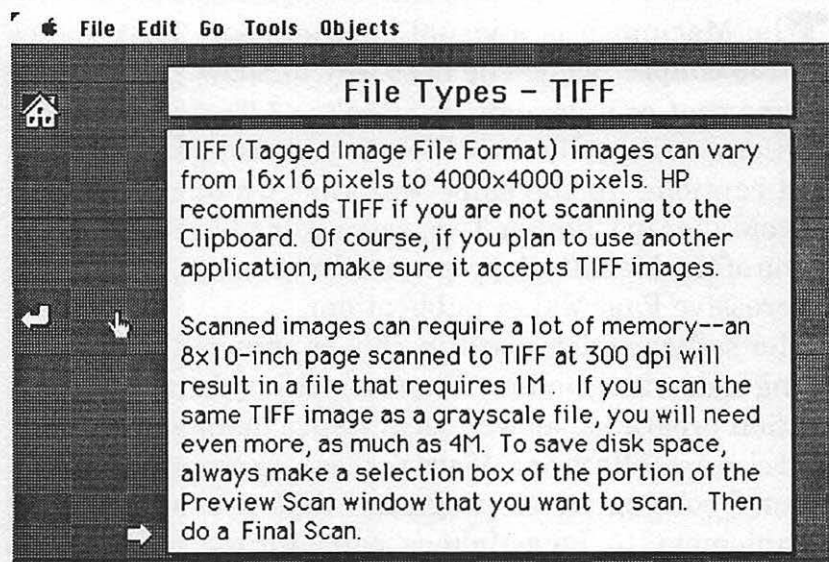 File Edit Go Tools Objects
File Types – TIFF
TIFF (Tagged Image File Format) images can vary
from 16x16 pixels to 4000x4000 pixels. HP
recommends TIFF if you are not scanning to the
Clipboard. Of course, if you plan to use another
application, make sure it accepts TIFF images.
Scanned images can require a lot of memory--an
8x10-inch page scanned to TIFF at 300 dpi will
result in a file that requires 1M. If you scan the
same TIFF image as a grayscale file, you will need
even more, as much as 4M. To save disk space,
always make a selection box of the portion of the
Preview Scan window that you want to scan. Then
do a Final Scan.